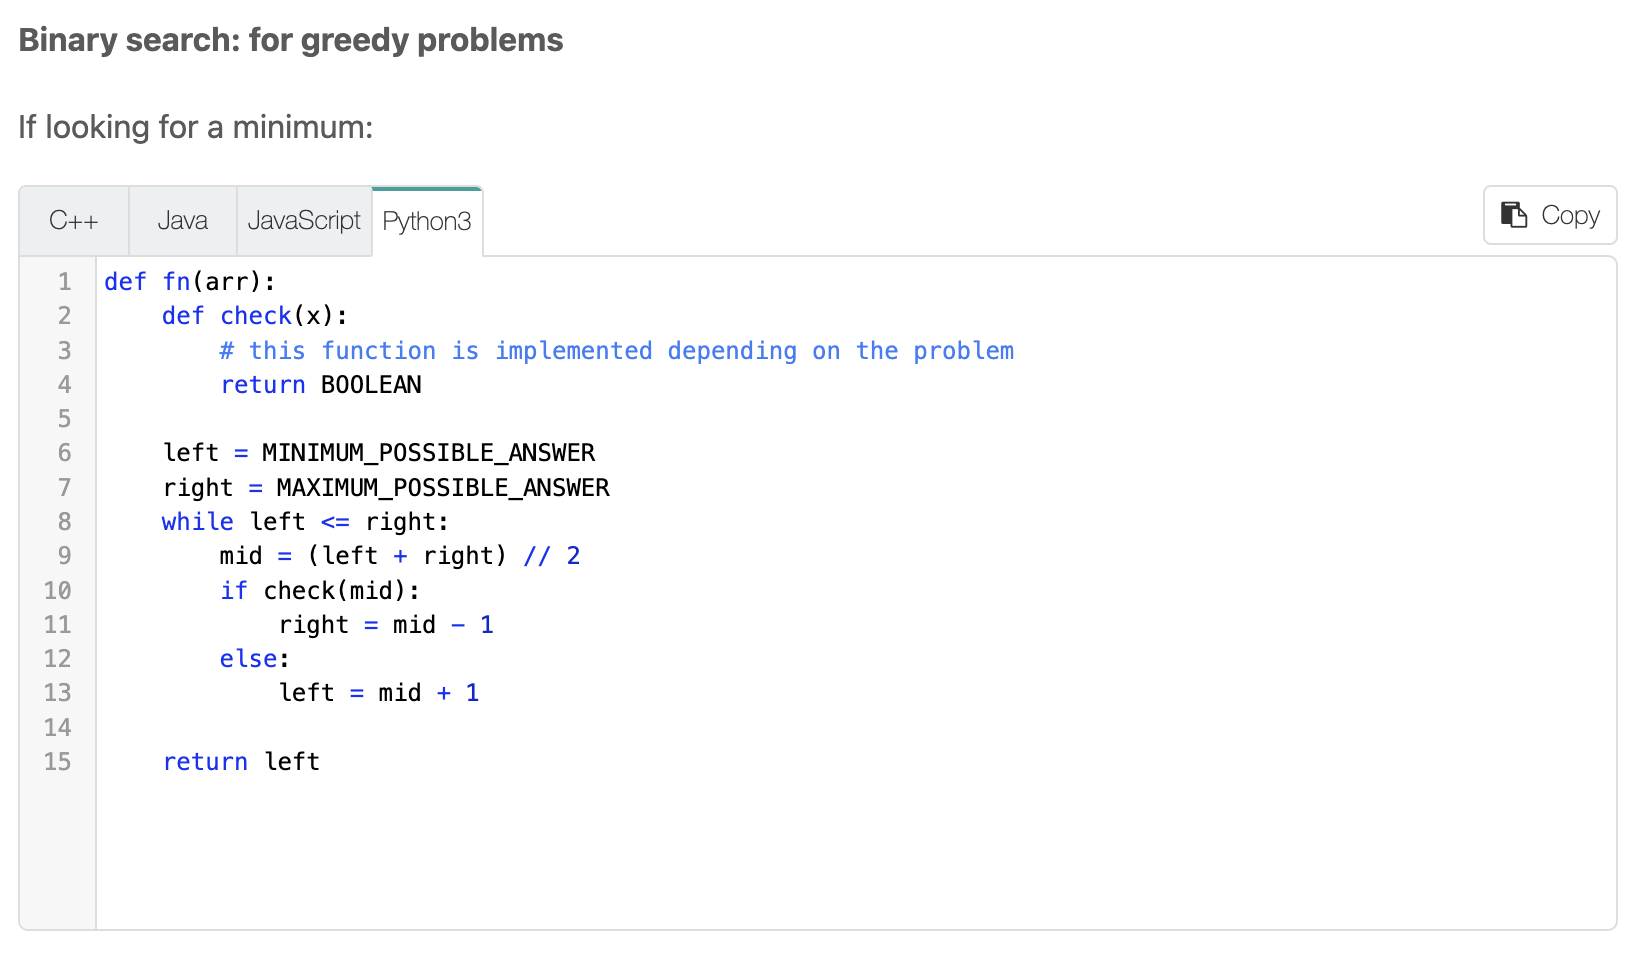 Binary search: for greedy problems
If looking for a minimum:
C++ Java JavaScript Python3 Copy
1 def fn(arr):
2     def check(x):
3         # this function is implemented depending on the problem
4         return BOOLEAN
5
6     left = MINIMUM_POSSIBLE_ANSWER
7     right = MAXIMUM_POSSIBLE_ANSWER
8     while left <= right:
9         mid = (left + right) // 2
10         if check(mid):
11             right = mid - 1
12         else:
13             left = mid + 1
14
15     return left